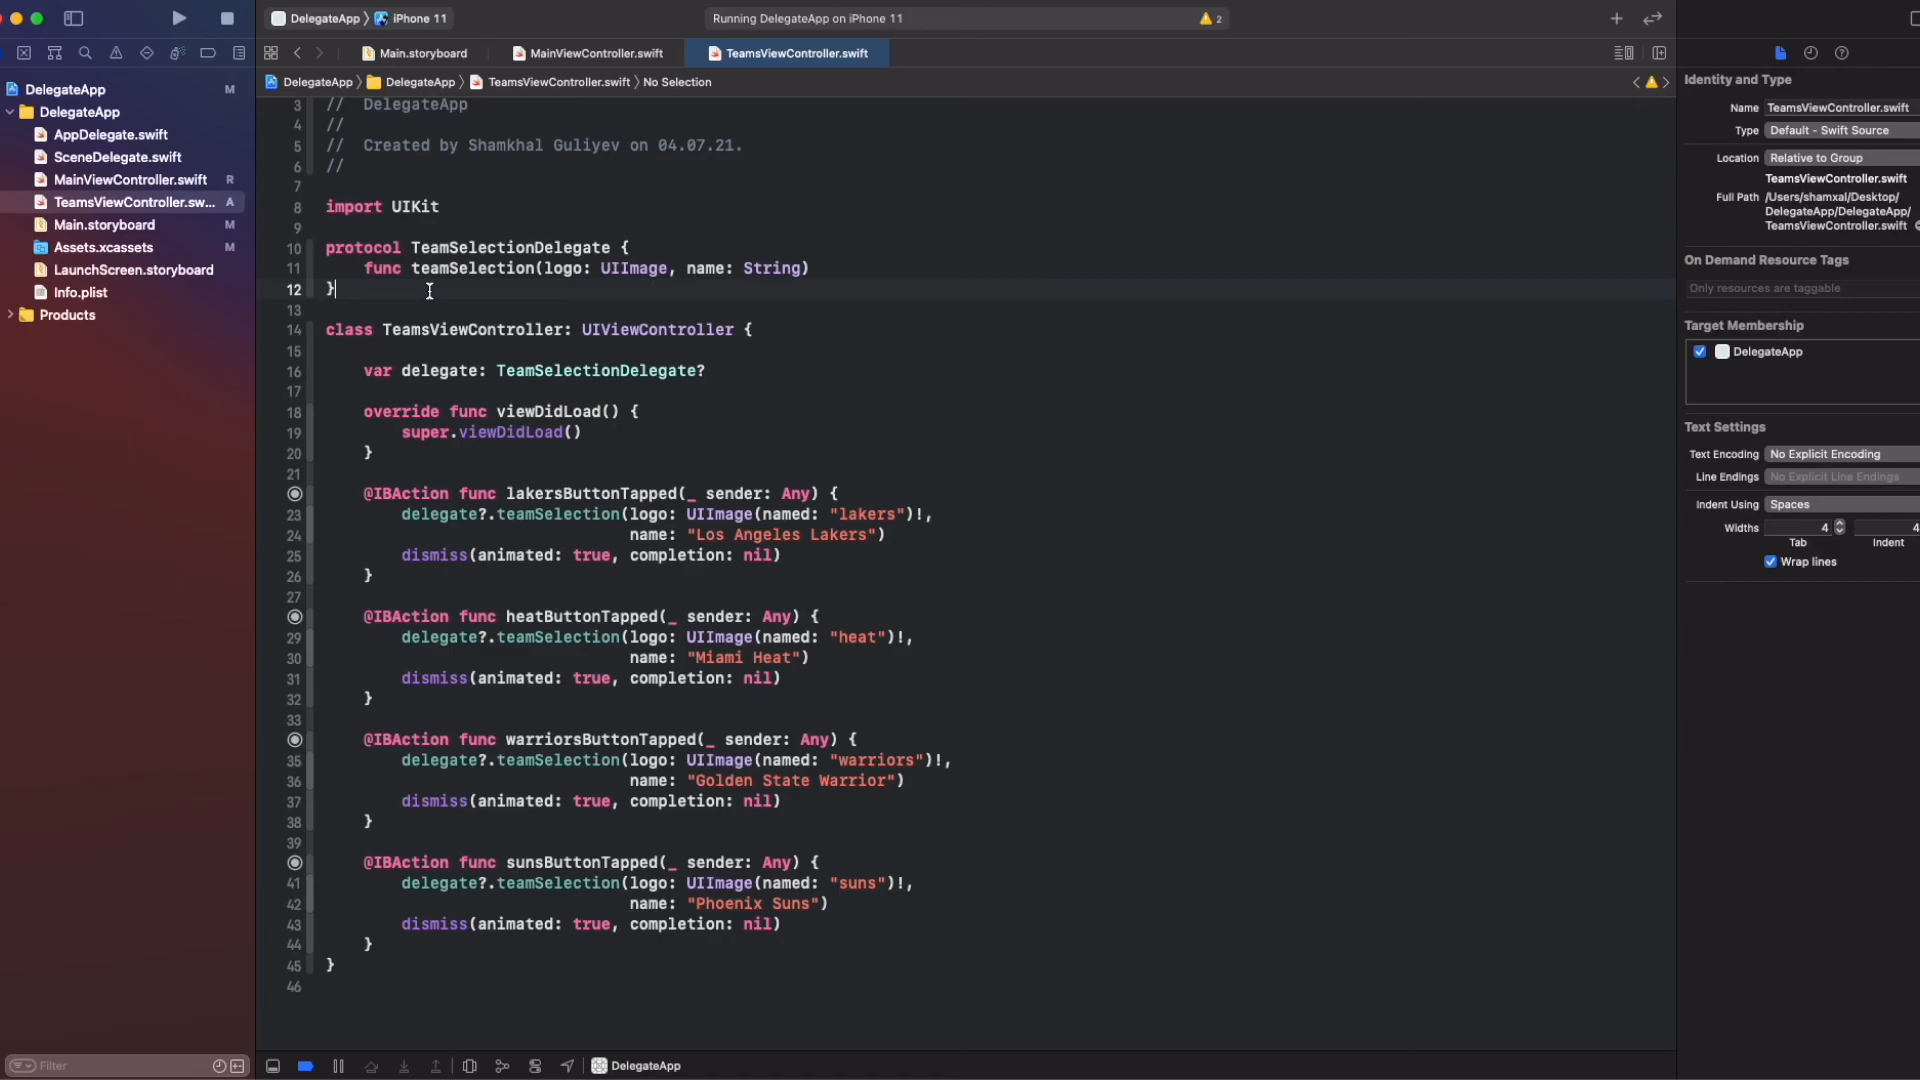 DelegateApp 〉 iPhone 11
Running DelegateApp on iPhone 11
2
Main.storyboard
MainViewController.swift
TeamsViewController.swift
DelegateApp 〉 DelegateApp 〉 TeamsViewController.swift 〉 No Selection
DelegateApp M
DelegateApp
AppDelegate.swift
SceneDelegate.swift
MainViewController.swift R
TeamsViewController.sw... A
Main.storyboard M
Assets.xcassets M
LaunchScreen.storyboard
Info.plist
Products
Filter
3 //  DelegateApp
4 //
5 //  Created by Shamkhal Guliyev on 04.07.21.
6 //
7
8 import UIKit
9
10 protocol TeamSelectionDelegate {
11     func teamSelection(logo: UIImage, name: String)
12 }
13
14 class TeamsViewController: UIViewController {
15
16     var delegate: TeamSelectionDelegate?
17
18     override func viewDidLoad() {
19         super.viewDidLoad()
20     }
21
    @IBAction func lakersButtonTapped(_ sender: Any) {
23         delegate?.teamSelection(logo: UIImage(named: "lakers")!,
24                                 name: "Los Angeles Lakers")
25         dismiss(animated: true, completion: nil)
26     }
27
    @IBAction func heatButtonTapped(_ sender: Any) {
29         delegate?.teamSelection(logo: UIImage(named: "heat")!,
30                                 name: "Miami Heat")
31         dismiss(animated: true, completion: nil)
32     }
33
    @IBAction func warriorsButtonTapped(_ sender: Any) {
35         delegate?.teamSelection(logo: UIImage(named: "warriors")!,
36                                 name: "Golden State Warrior")
37         dismiss(animated: true, completion: nil)
38     }
39
    @IBAction func sunsButtonTapped(_ sender: Any) {
41         delegate?.teamSelection(logo: UIImage(named: "suns")!,
42                                 name: "Phoenix Suns")
43         dismiss(animated: true, completion: nil)
44     }
45 }
46
DelegateApp
Identity and Type
Name TeamsViewController.swift
Type Default - Swift Source
Location Relative to Group
TeamsViewController.swift
Full Path /Users/shamxal/Desktop/
DelegateApp/DelegateApp/
TeamsViewController.swift
On Demand Resource Tags
Only resources are taggable
Target Membership
DelegateApp
Text Settings
Text Encoding No Explicit Encoding
Line Endings No Explicit Line Endings
Indent Using Spaces
Widths 4 4
Tab Indent
Wrap lines